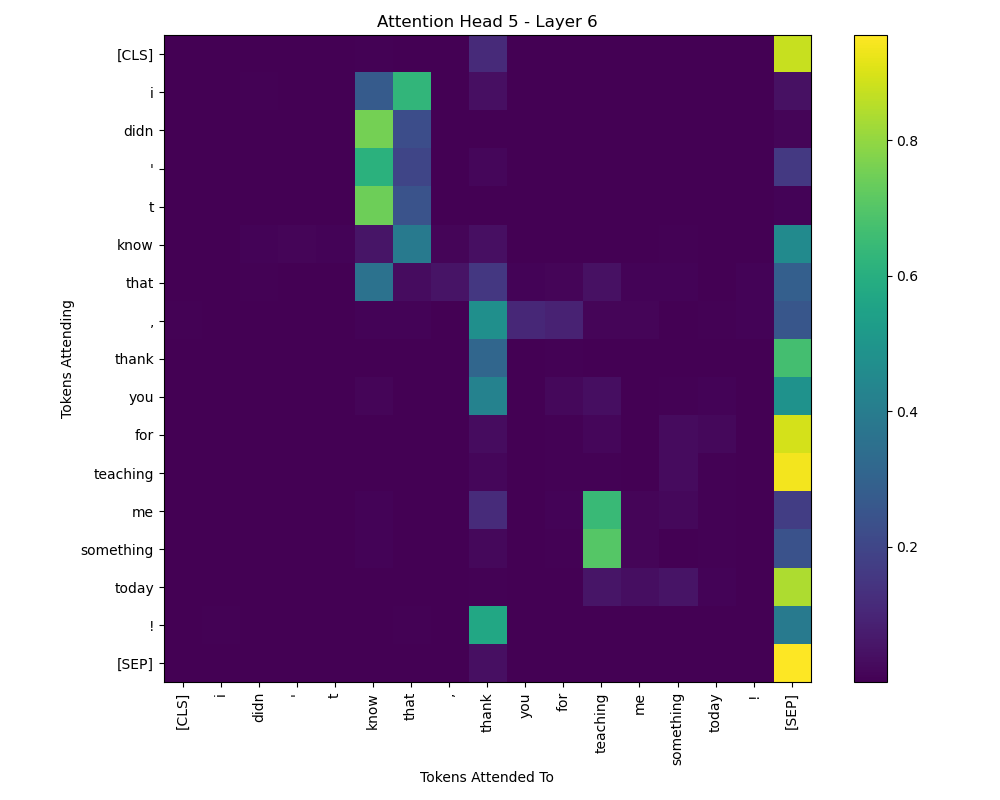 Attention Head 5 - Layer 6
Tokens Attending
[CLS]
i
didn
'
t
know
that
,
thank
you
for
teaching
me
something
today
!
[SEP]
[CLS]
i
didn
'
t
know
that
,
thank
you
for
teaching
me
something
today
!
[SEP]
Tokens Attended To
0.8
0.6
0.4
0.2